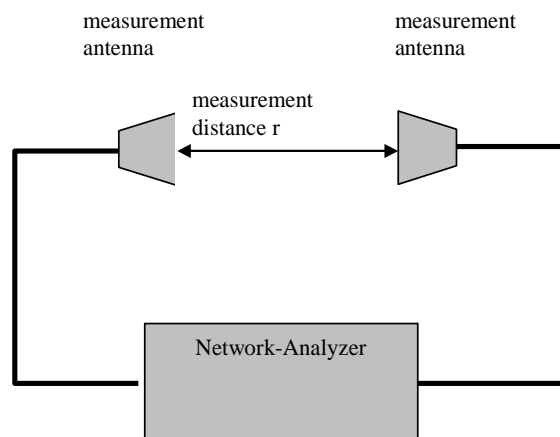 measurement
antenna
measurement
antenna
measurement
distance r
Network-Analyzer